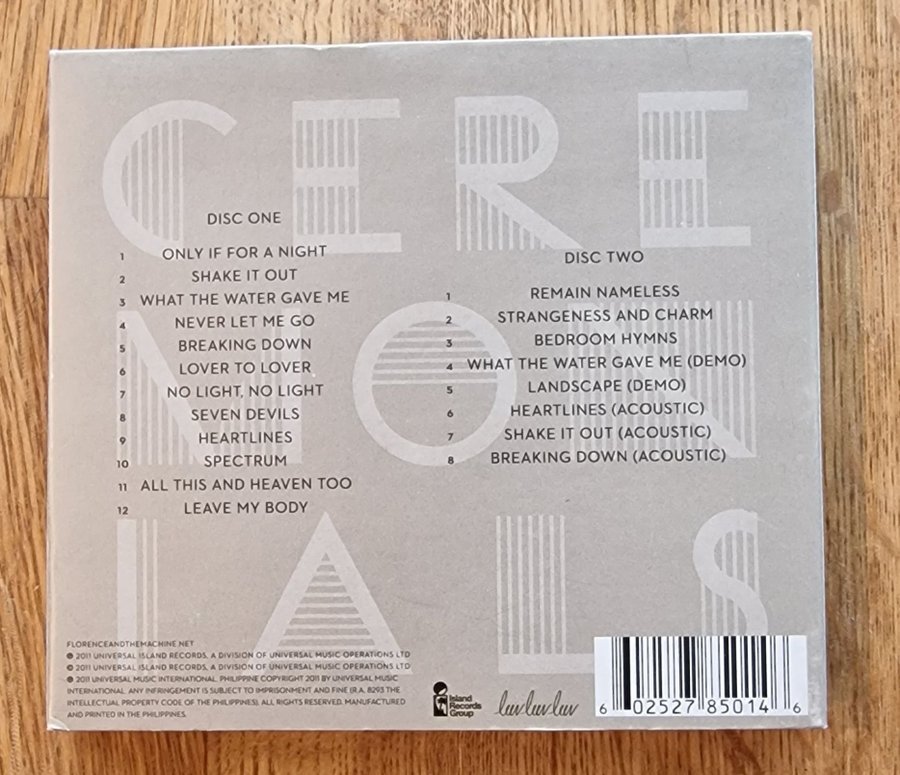 CERE
MON
IALS
DISC ONE
1 ONLY IF FOR A NIGHT
2 SHAKE IT OUT
3 WHAT THE WATER GAVE ME
4 NEVER LET ME GO
5 BREAKING DOWN
6 LOVER TO LOVER
7 NO LIGHT, NO LIGHT
8 SEVEN DEVILS
9 HEARTLINES
10 SPECTRUM
11 ALL THIS AND HEAVEN TOO
12 LEAVE MY BODY
DISC TWO
1 REMAIN NAMELESS
2 STRANGENESS AND CHARM
3 BEDROOM HYMNS
4 WHAT THE WATER GAVE ME (DEMO)
5 LANDSCAPE (DEMO)
6 HEARTLINES (ACOUSTIC)
7 SHAKE IT OUT (ACOUSTIC)
8 BREAKING DOWN (ACOUSTIC)
FLORENCEANDTHEMACHINE.NET
℗ 2011 UNIVERSAL ISLAND RECORDS, A DIVISION OF UNIVERSAL MUSIC OPERATIONS LTD
© 2011 UNIVERSAL ISLAND RECORDS, A DIVISION OF UNIVERSAL MUSIC OPERATIONS LTD
© 2011 UNIVERSAL MUSIC INTERNATIONAL. PHILIPPINE COPYRIGHT 2011 BY UNIVERSAL MUSIC
INTERNATIONAL. ANY INFRINGEMENT IS SUBJECT TO IMPRISONMENT AND FINE (R.A. 8293 THE
INTELLECTUAL PROPERTY CODE OF THE PHILIPPINES). ALL RIGHTS RESERVED. MANUFACTURED
AND PRINTED IN THE PHILIPPINES.
Island
Records
Group
luv luv luv
6 02527 85014 6